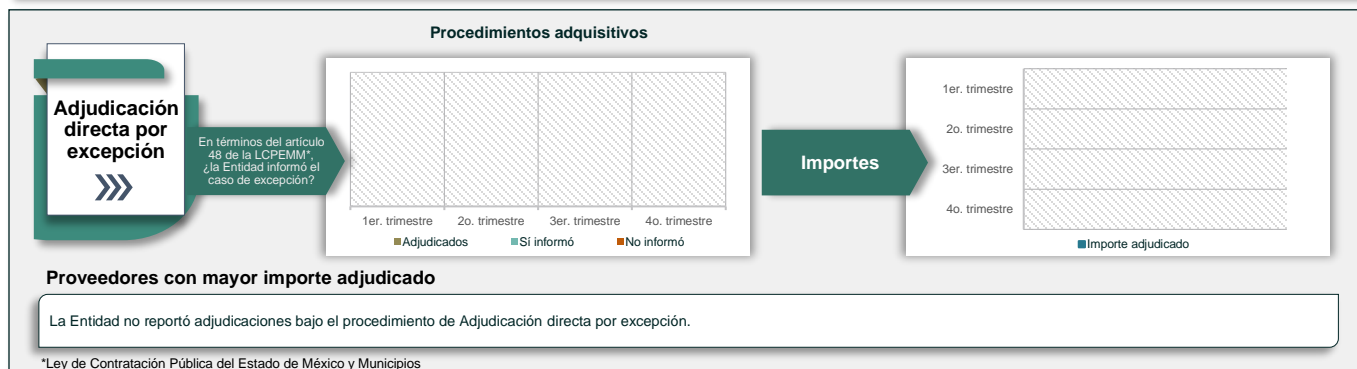 Procedimientos adquisitivos
Adjudicación
directa por
excepción
En términos del artículo
48 de la LCPEMM*,
¿la Entidad informó el
caso de excepción?
1er. trimestre 2o. trimestre 3er. trimestre 4o. trimestre
Adjudicados Sí informó No informó
Importes
1er. trimestre
2o. trimestre
3er. trimestre
4o. trimestre
Importe adjudicado
Proveedores con mayor importe adjudicado
La Entidad no reportó adjudicaciones bajo el procedimiento de Adjudicación directa por excepción.
*Ley de Contratación Pública del Estado de México y Municipios